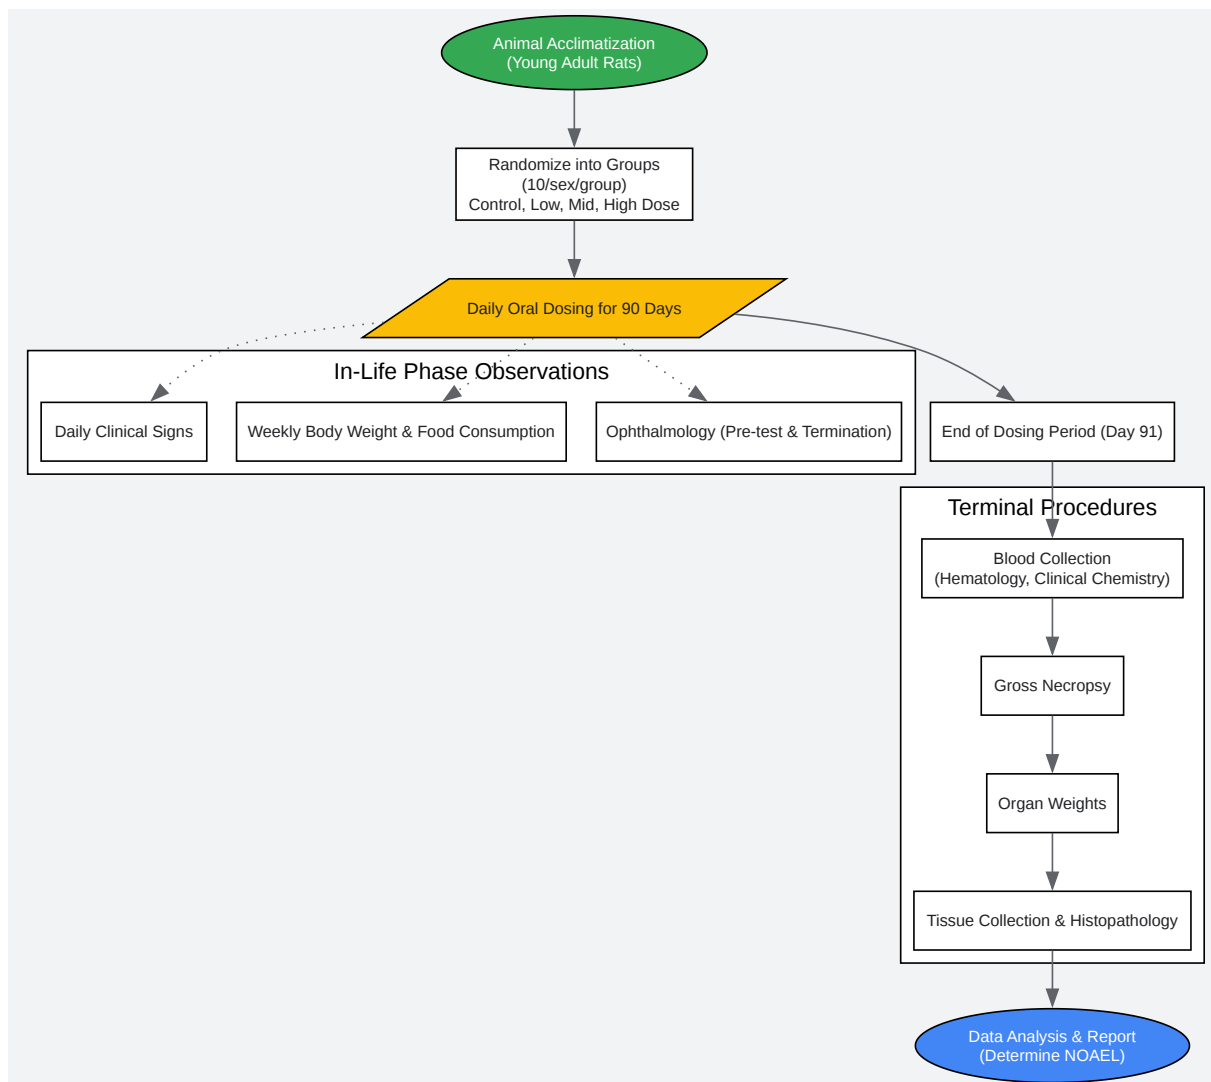 Animal Acclimatization
(Young Adult Rats)
Randomize into Groups
(10/sex/group)
Control, Low, Mid, High Dose
Daily Oral Dosing for 90 Days
In-Life Phase Observations
Daily Clinical Signs
Weekly Body Weight & Food Consumption
Ophthalmology (Pre-test & Termination)
End of Dosing Period (Day 91)
Terminal Procedures
Blood Collection
(Hematology, Clinical Chemistry)
Gross Necropsy
Organ Weights
Tissue Collection & Histopathology
Data Analysis & Report
(Determine NOAEL)